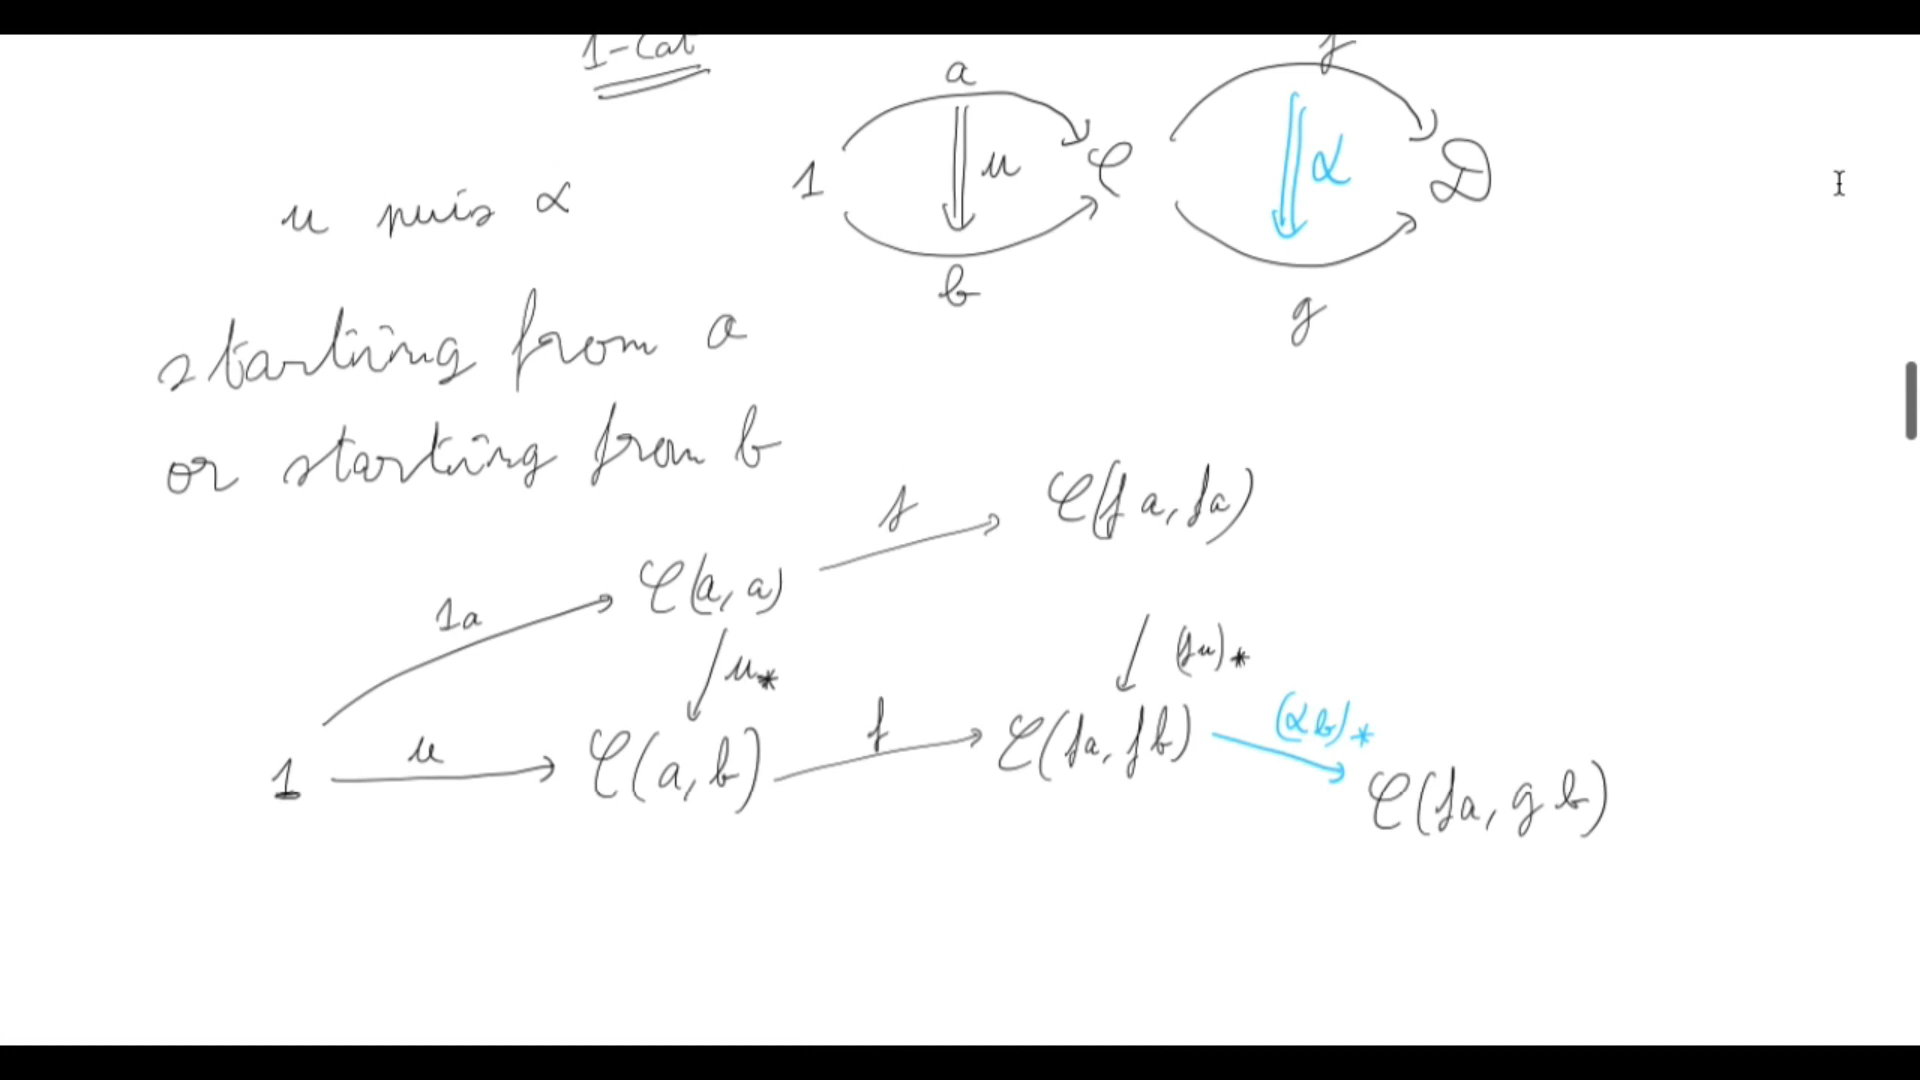 1-Cat
a f
1 u 𝒞 α 𝒟
u puis α
b g
starting from a
or starting from b
f 𝒞(fa, fa)
1a 𝒞(a, a)
u* (fu)*
1 u 𝒞(a, b) f 𝒞(fa, fb) (αb)*
𝒞(fa, gb)